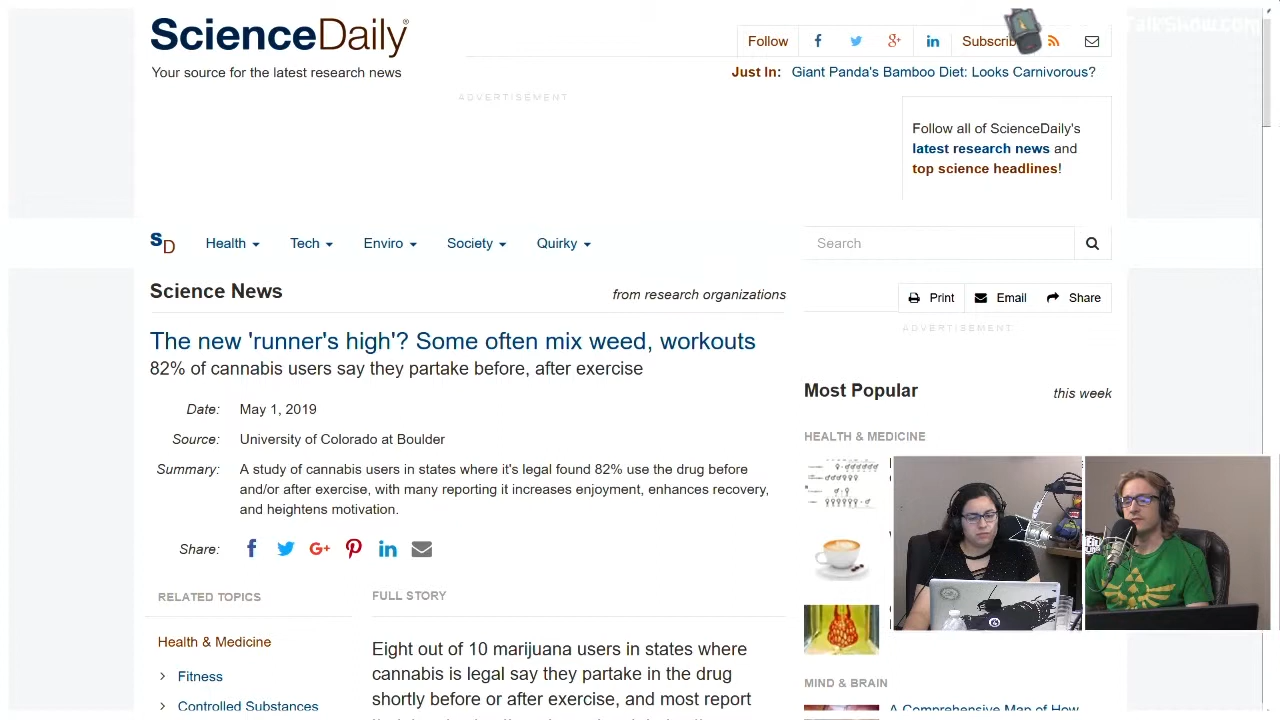 ScienceDaily®
Your source for the latest research news
Follow
Subscrib
TalkShow.com
Just In: Giant Panda's Bamboo Diet: Looks Carnivorous?
ADVERTISEMENT
Follow all of ScienceDaily's
latest research news and
top science headlines!
SD
Health
Tech
Enviro
Society
Quirky
Search
Science News
from research organizations
Print
Email
Share
ADVERTISEMENT
The new 'runner's high'? Some often mix weed, workouts
82% of cannabis users say they partake before, after exercise
Date: May 1, 2019
Source: University of Colorado at Boulder
Summary: A study of cannabis users in states where it's legal found 82% use the drug before
and/or after exercise, with many reporting it increases enjoyment, enhances recovery,
and heightens motivation.
Share:
RELATED TOPICS
Health & Medicine
Fitness
Controlled Substances
FULL STORY
Eight out of 10 marijuana users in states where
cannabis is legal say they partake in the drug
shortly before or after exercise, and most report
Most Popular
this week
HEALTH & MEDICINE
MIND & BRAIN
A Comprehensive Map of How